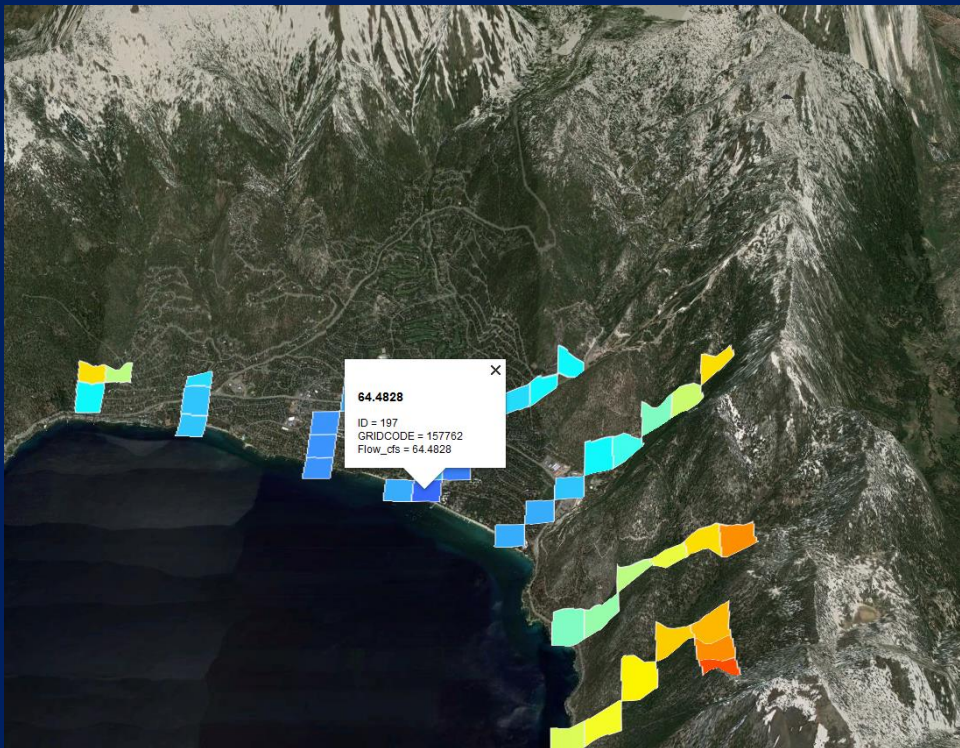 64.4828
ID = 197
GRIDCODE = 157762
Flow_cfs = 64.4828